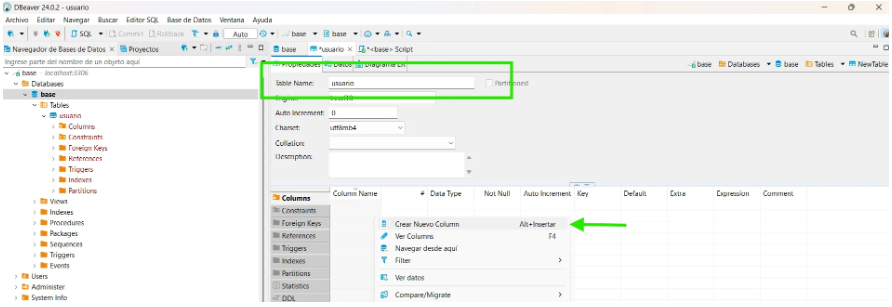 DBeaver 24.0.2 - usuario
Archivo Editar Navegar Buscar Editor SQL Base de Datos Ventana Ayuda
SQL Commit Rollback Auto base base
Navegador de Bases de Datos Proyectos
Ingrese parte del nombre de un objeto aquí
base - localhost:3306
Databases
base
Tables
usuario
Columns
Constraints
Foreign Keys
References
Triggers
Indexes
Partitions
Views
Indexes
Procedures
Packages
Sequences
Triggers
Events
Users
Administer
System Info
base *usuario *<base> Script
Propiedades Datos Diagrama ER
base Databases base Tables NewTable
Table Name: usuario Partitioned
Auto Increment: 0
Charset: utf8mb4
Collation:
Description:
Columns
Constraints
Foreign Keys
References
Triggers
Indexes
Partitions
Statistics
DDL
Column Name # Data Type Not Null Auto Increment Key Default Extra Expression Comment
Crear Nuevo Column Alt+Insertar
Ver Columns F4
Navegar desde aquí
Filter
Ver datos
Compare/Migrate